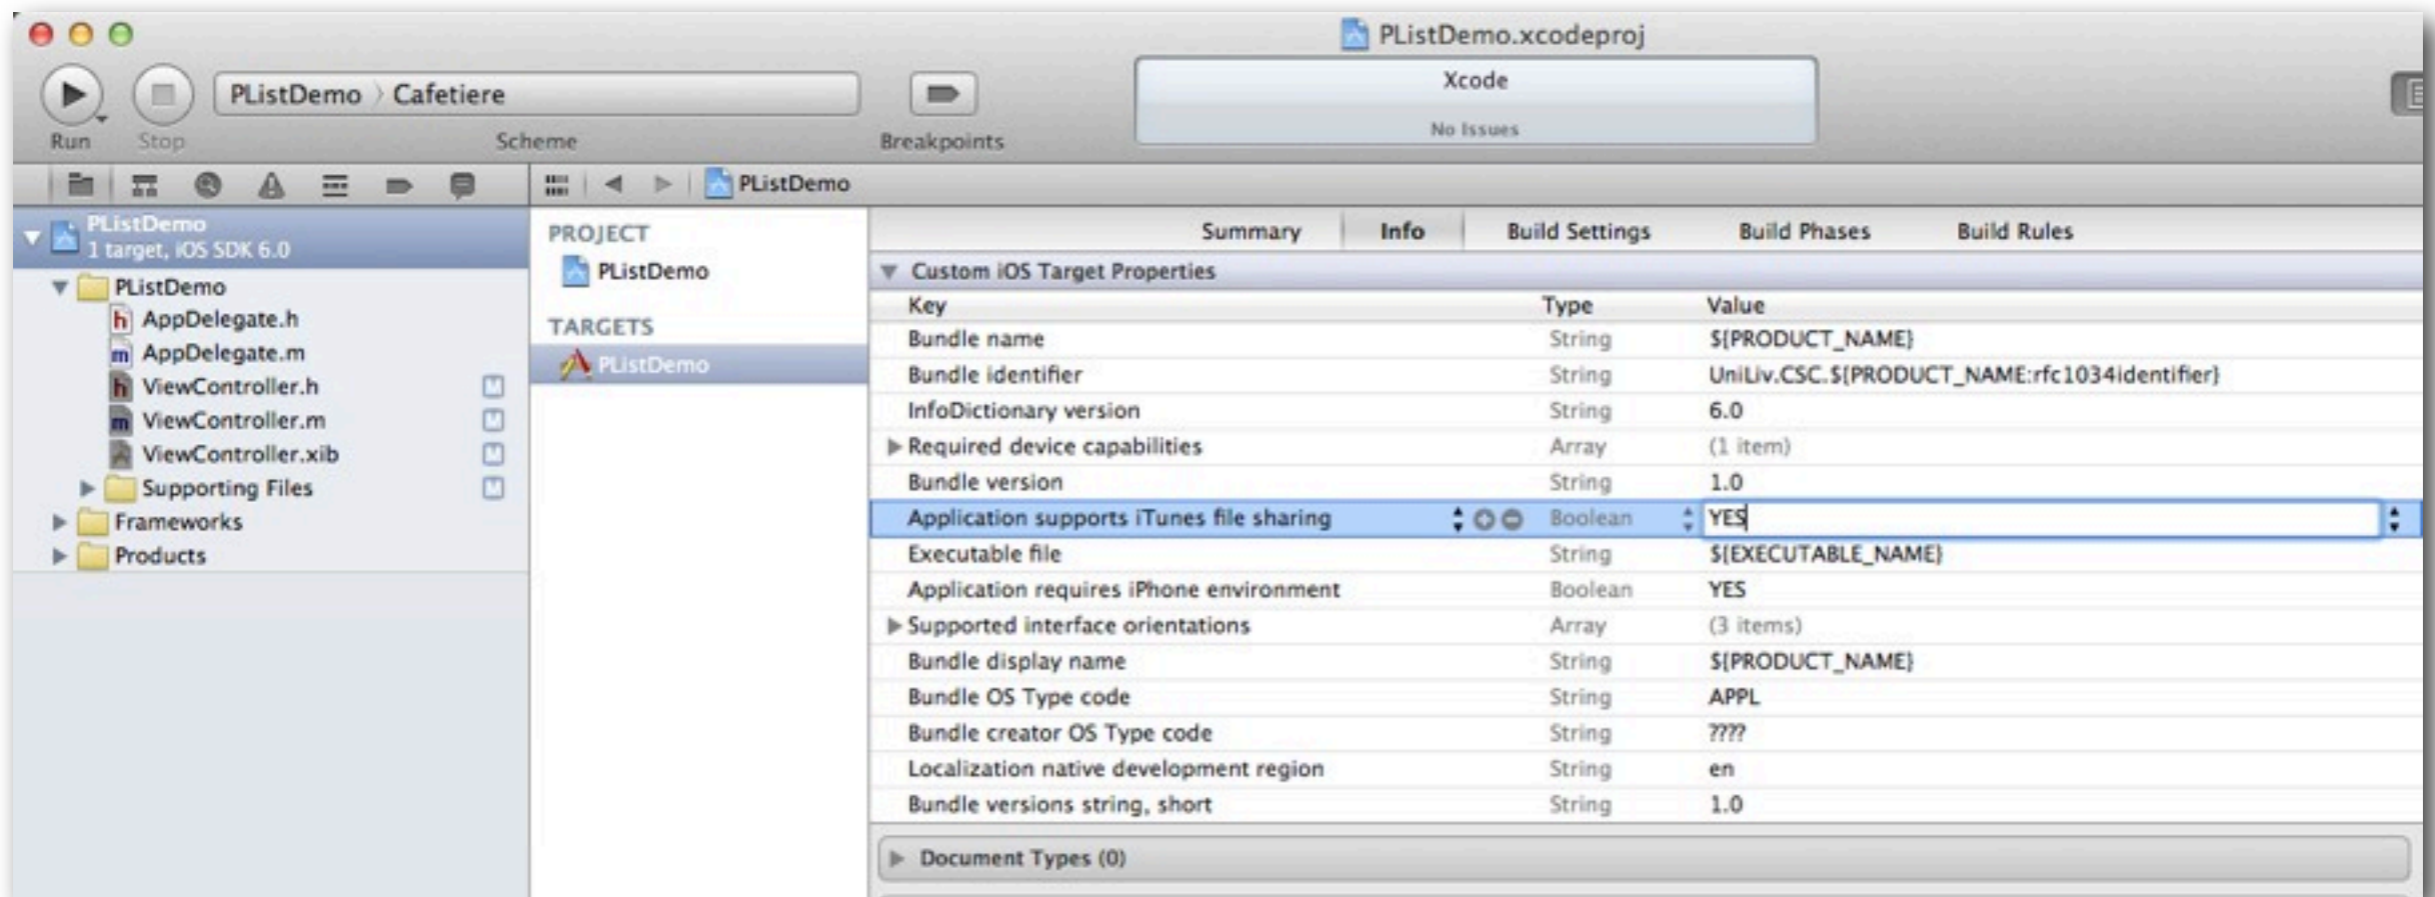 PListDemo.xcodeproj
PListDemo Cafetiere
Xcode
No Issues
Run Stop Scheme Breakpoints
PListDemo
PListDemo
1 target, iOS SDK 6.0
PListDemo
h AppDelegate.h
m AppDelegate.m
h ViewController.h M
m ViewController.m M
ViewController.xib M
Supporting Files M
Frameworks
Products
PROJECT
PListDemo
TARGETS
PListDemo
Summary Info Build Settings Build Phases Build Rules
Custom iOS Target Properties
Key Type Value
Bundle name String ${PRODUCT_NAME}
Bundle identifier String UniLiv.CSC.${PRODUCT_NAME:rfc1034identifier}
InfoDictionary version String 6.0
Required device capabilities Array (1 item)
Bundle version String 1.0
Application supports iTunes file sharing Boolean YES
Executable file String ${EXECUTABLE_NAME}
Application requires iPhone environment Boolean YES
Supported interface orientations Array (3 items)
Bundle display name String ${PRODUCT_NAME}
Bundle OS Type code String APPL
Bundle creator OS Type code String ????
Localization native development region String en
Bundle versions string, short String 1.0
Document Types (0)